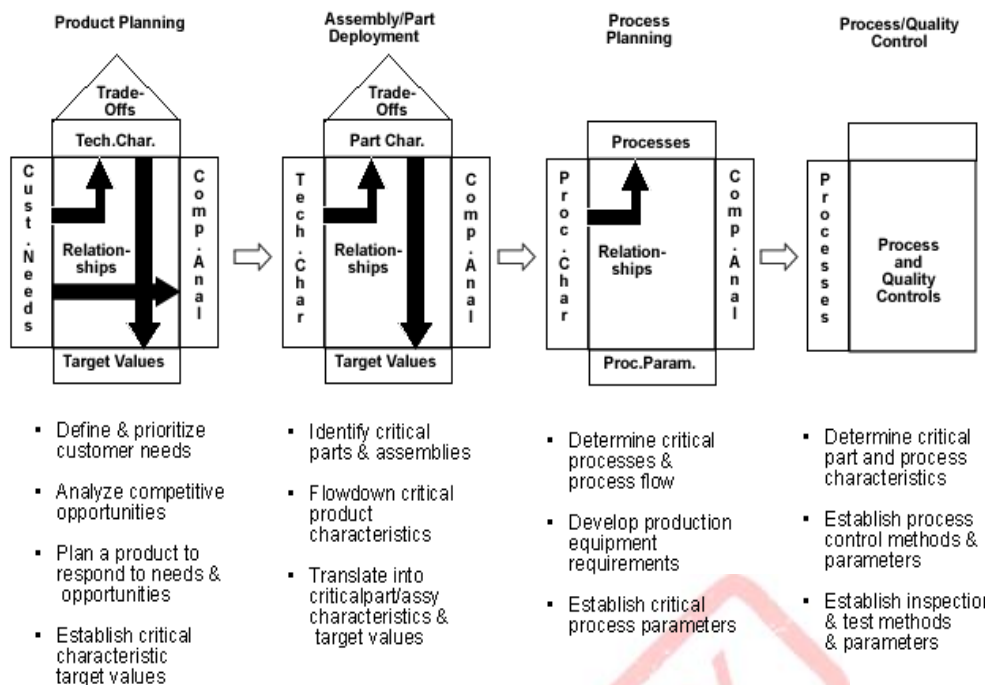 Product Planning
Assembly/Part
Deployment
Process
Planning
Process/Quality
Control
Trade-
Offs
Tech.Char.
Cust.Needs
Relation-
ships
Comp.Anal
Target Values
Trade-
Offs
Part Char.
Tech.Char
Relation-
ships
Comp.Anal
Target Values
Processes
Proc.Char
Relation-
ships
Comp.Anal
Proc.Param.
Processes
Process
and
Quality
Controls
▪ Define & prioritize
customer needs
▪ Analyze competitive
opportunities
▪ Plan a product to
respond to needs &
opportunities
▪ Establish critical
characteristic
target values
▪ Identify critical
parts & assemblies
▪ Flowdown critical
product
characteristics
▪ Translate into
criticalpart/assy
characteristics &
target values
▪ Determine critical
processes &
process flow
▪ Develop production
equipment
requirements
▪ Establish critical
process parameters
▪ Determine critical
part and process
characteristics
▪ Establish process
control methods &
parameters
▪ Establish inspection
& test methods
& parameters